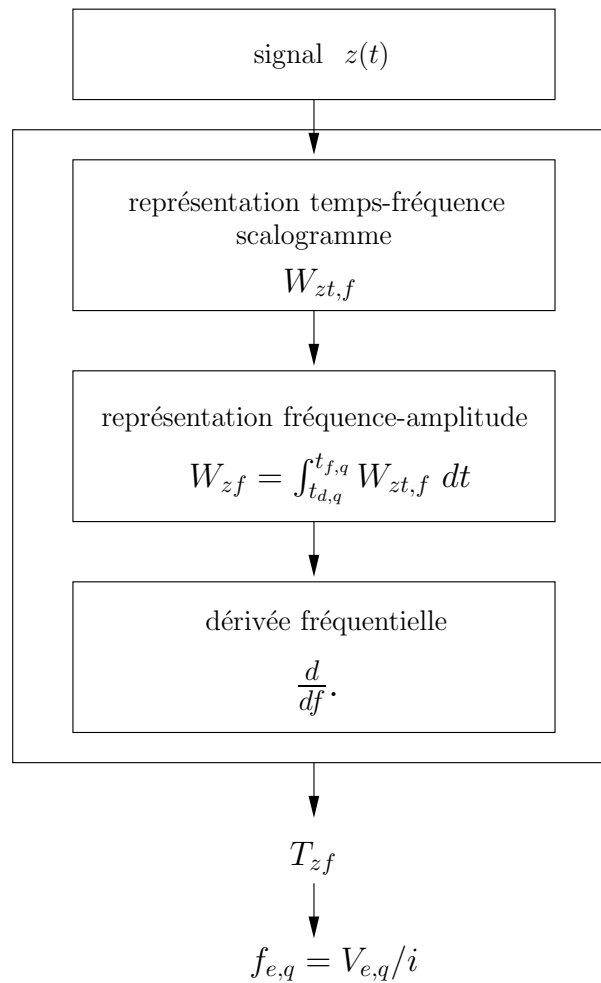 signal z(t)
représentation temps-fréquence
scalogramme
W_{zt,f}
représentation fréquence-amplitude
W_{zf} = ∫_{t_{d,q}}^{t_{f,q}} W_{zt,f} dt
dérivée fréquentielle
\frac{d}{df}.
T_{zf}
f_{e,q} = V_{e,q}/i